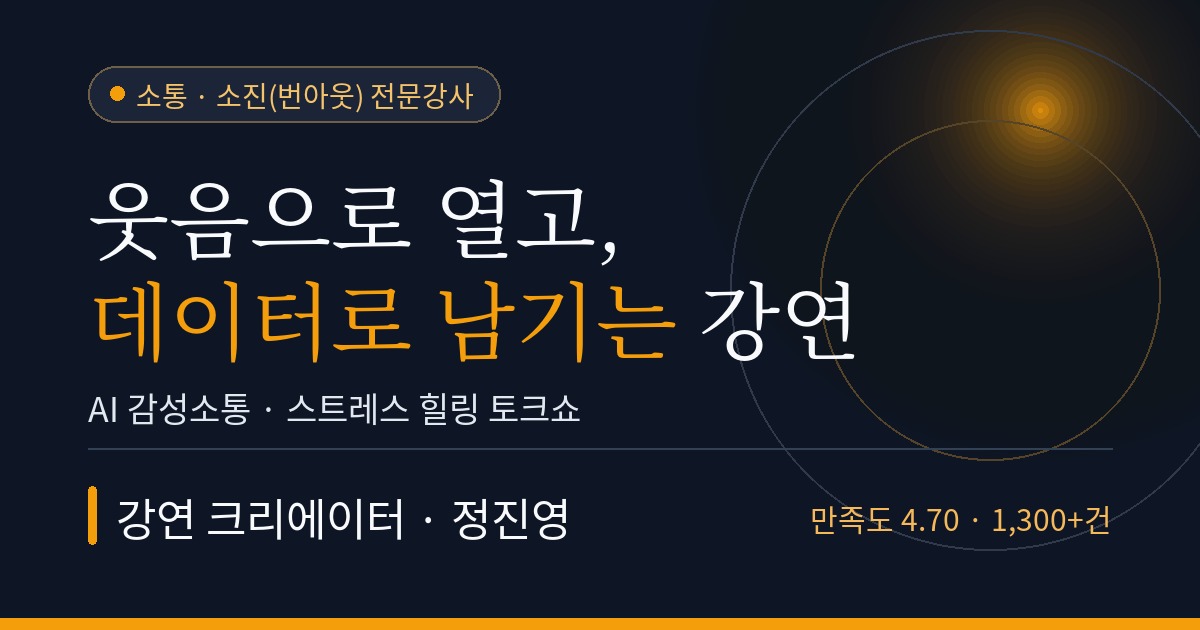 소통 · 소진(번아웃) 전문강사
웃음으로 열고,
데이터로 남기는 강연
AI 감성소통 · 스트레스 힐링 토크쇼
강연 크리에이터 · 정진영
만족도 4.70 · 1,300+건